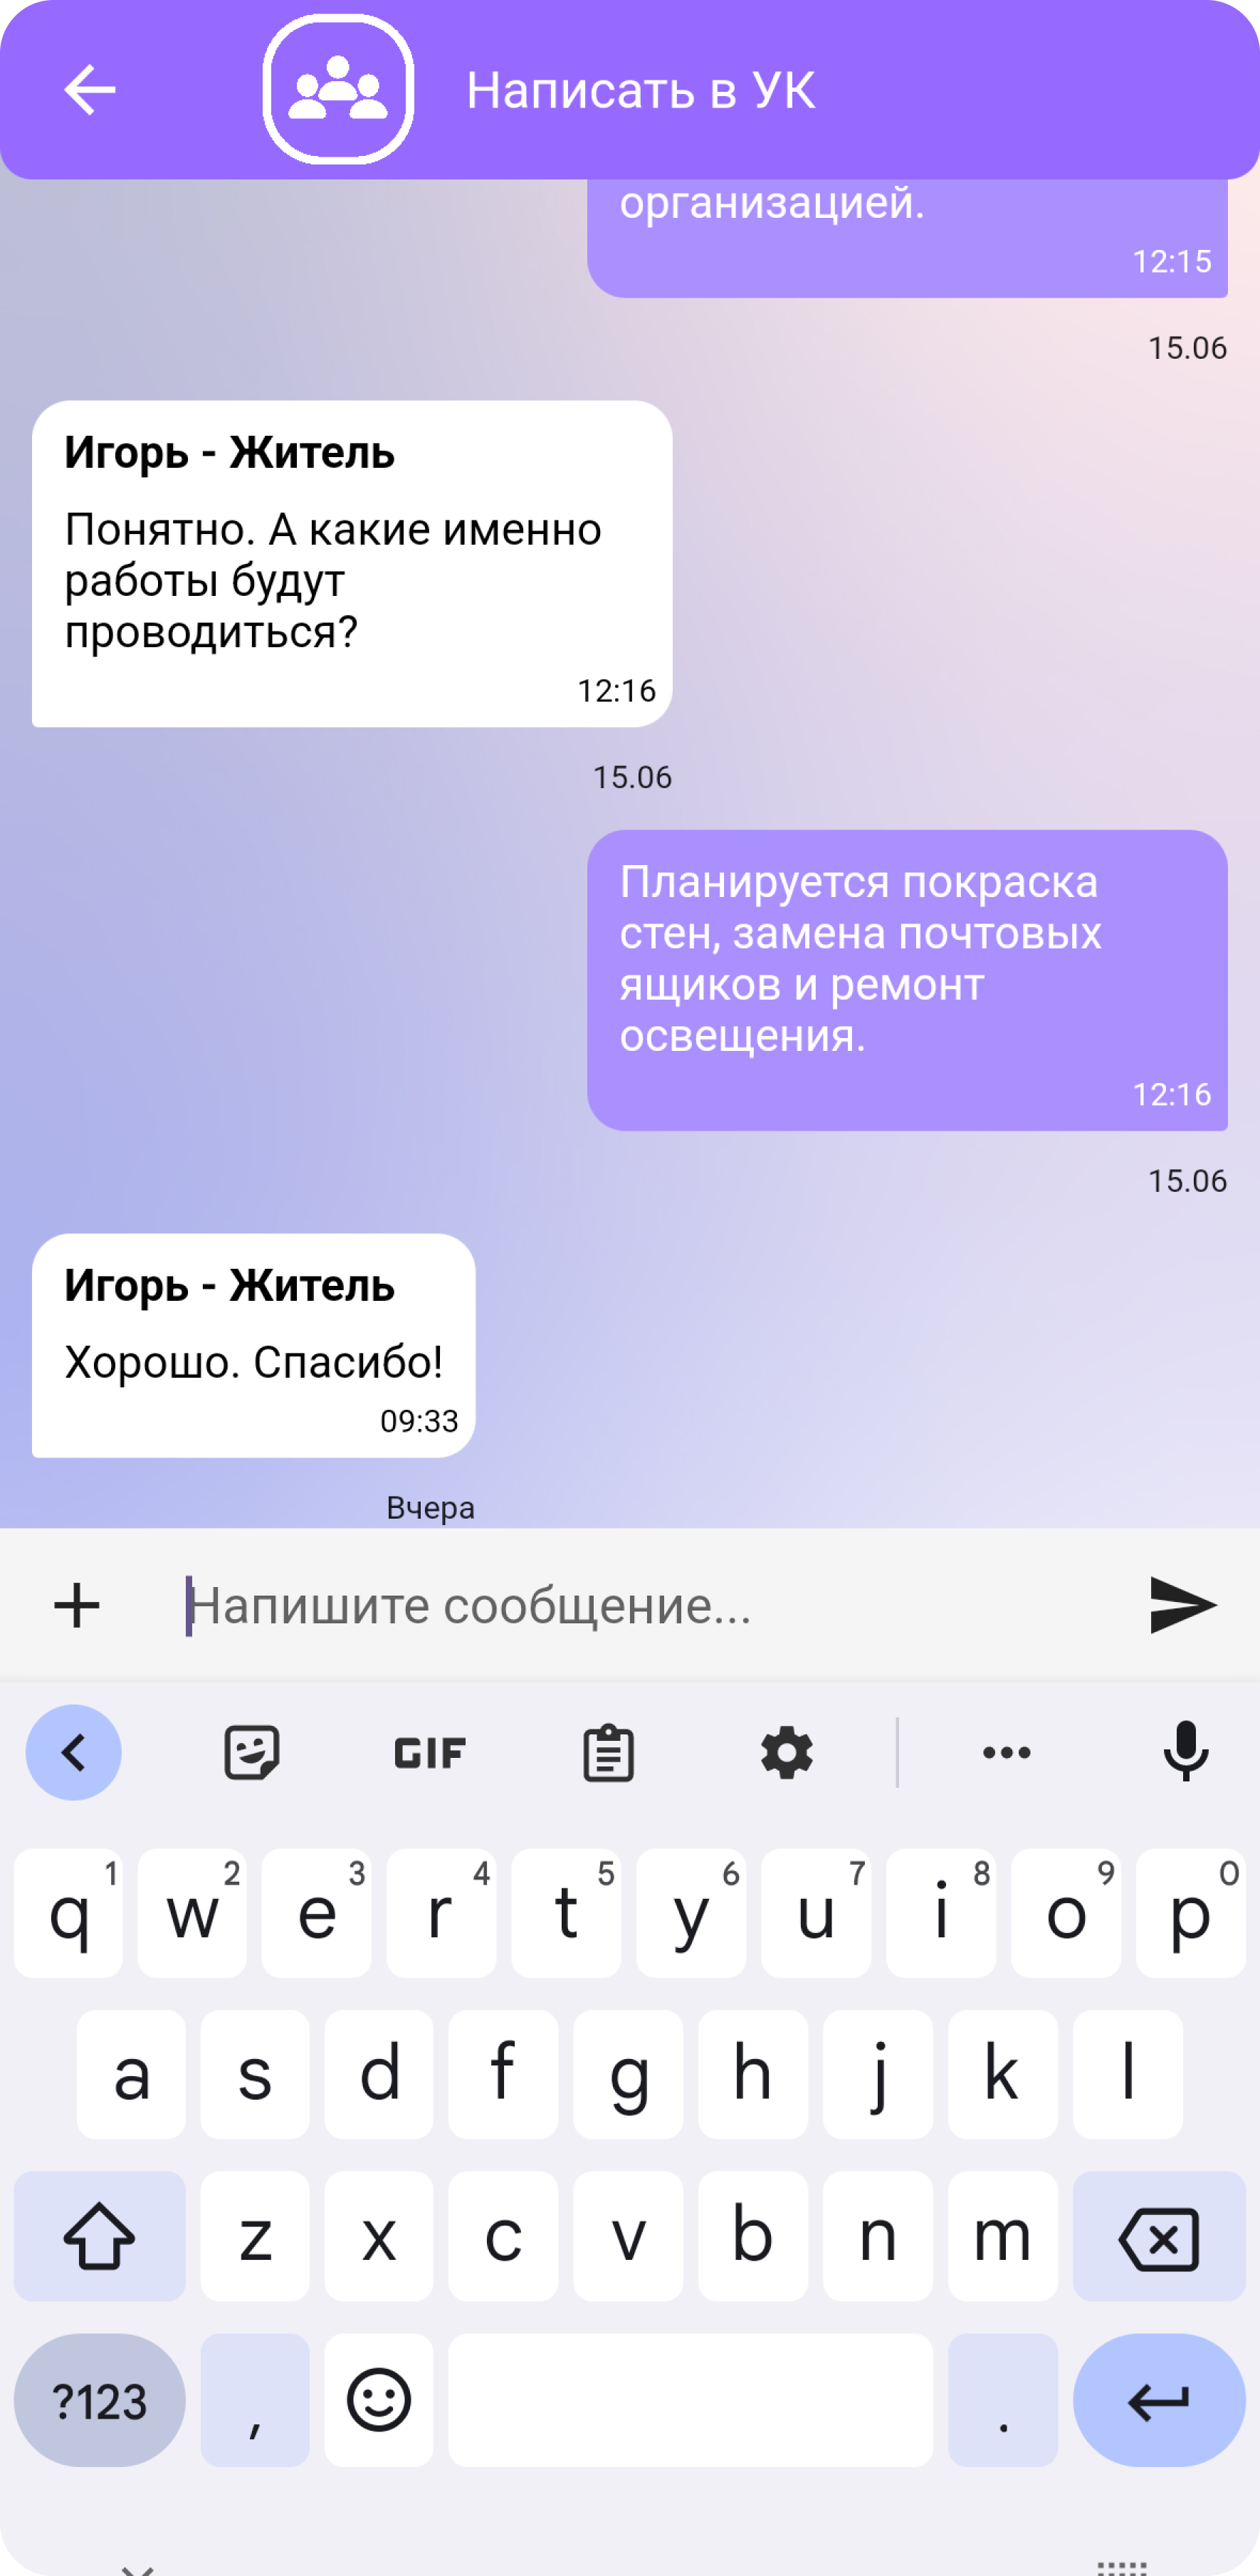 Написать в УК
организацией.
12:15
15.06
Игорь - Житель
Понятно. А какие именно
работы будут
проводиться?
12:16
15.06
Планируется покраска
стен, замена почтовых
ящиков и ремонт
освещения.
12:16
15.06
Игорь - Житель
Хорошо. Спасибо!
09:33
Вчера
Напишите сообщение...
GIF
q 1 w 2 e 3 r 4 t 5 y 6 u 7 i 8 o 9 p 0
a s d f g h j k l
z x c v b n m
?123 , .